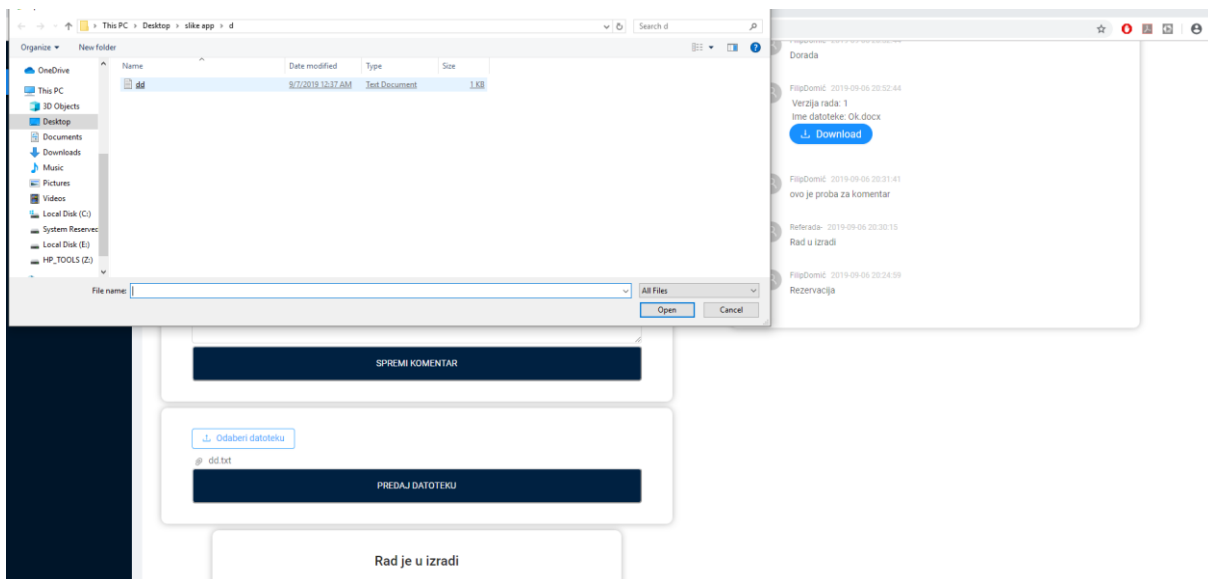 This PC > Desktop > slike app > d
Search d
Organize
New folder
Name
Date modified
Type
Size
OneDrive
This PC
3D Objects
Desktop
Documents
Downloads
Music
Pictures
Videos
Local Disk (C:)
System Reserved
Local Disk (E:)
HP_TOOLS (Z:)
dd
9/7/2019 12:37 AM
Text Document
1 KB
File name:
All Files
Open
Cancel
Dorada
FilipDomić 2019-09-06 20:52:44
Verzija rada: 1
Ime datoteke: Ok.docx
Download
FilipDomić 2019-09-06 20:31:41
ovo je proba za komentar
Referada- 2019-09-06 20:30:15
Rad u izradi
FilipDomić 2019-09-06 20:24:59
Rezervacija
SPREMI KOMENTAR
Odaberi datoteku
dd.txt
PREDAJ DATOTEKU
Rad je u izradi